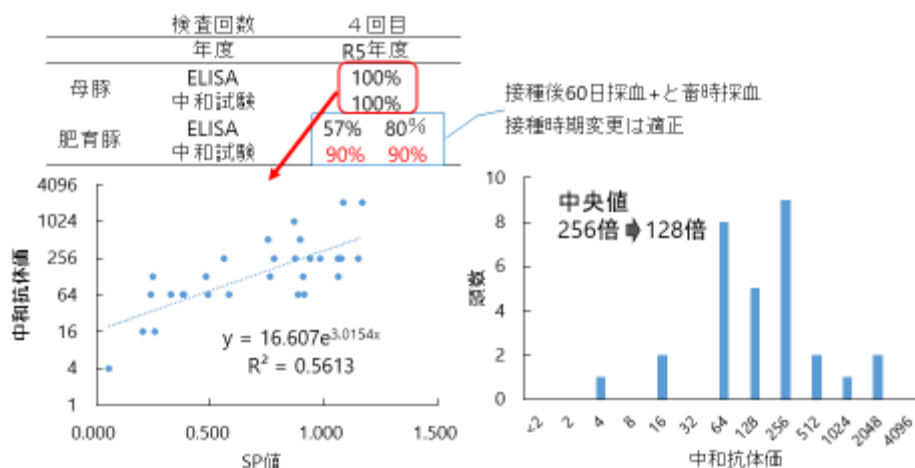 検査回数 4回目
年度 R5年度
母豚 ELISA 100%
中和試験 100%
肥育豚 ELISA 57% 80%
中和試験 90% 90%
接種後60日採血+と畜時採血
接種時期変更は適正
4096
1024
256
64
16
4
1
中和抗体価
y = 16.607e^3.0154x
R² = 0.5613
0.000 0.500 1.000 1.500
SP値
10
8
6
4
2
0
頭数
中央値
256倍➡128倍
<2 2 4 8 16 32 64 128 256 512 1024 2048 4096
中和抗体価